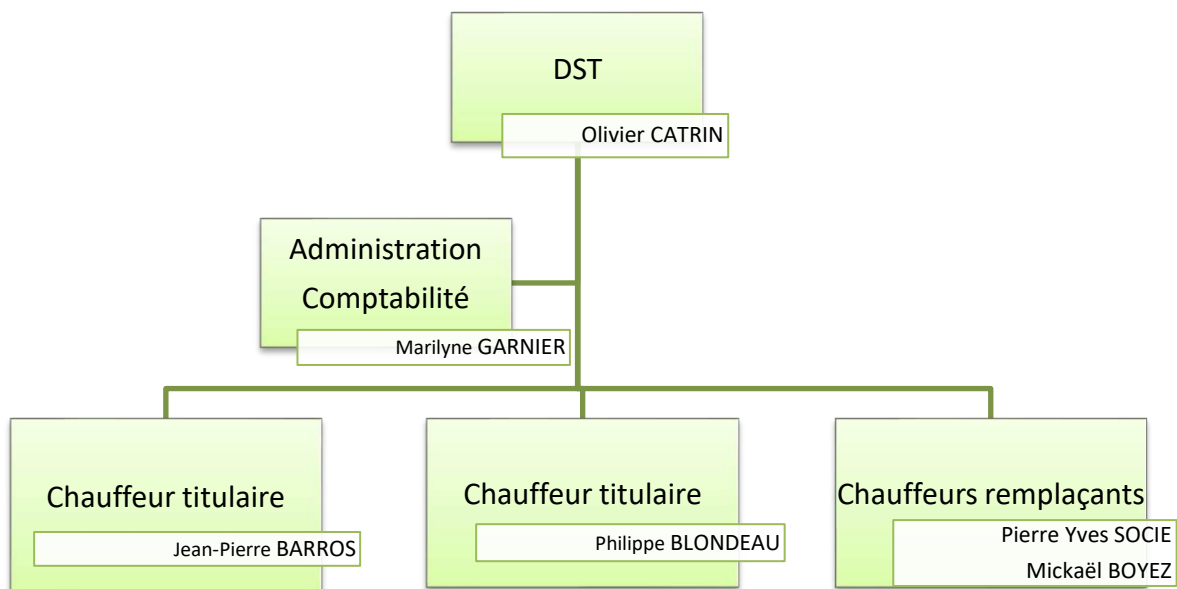 DST
Olivier CATRIN
Administration
Comptabilité
Marilyne GARNIER
Chauffeur titulaire
Jean-Pierre BARROS
Chauffeur titulaire
Philippe BLONDEAU
Chauffeurs remplaçants
Pierre Yves SOCIE
Mickaël BOYEZ